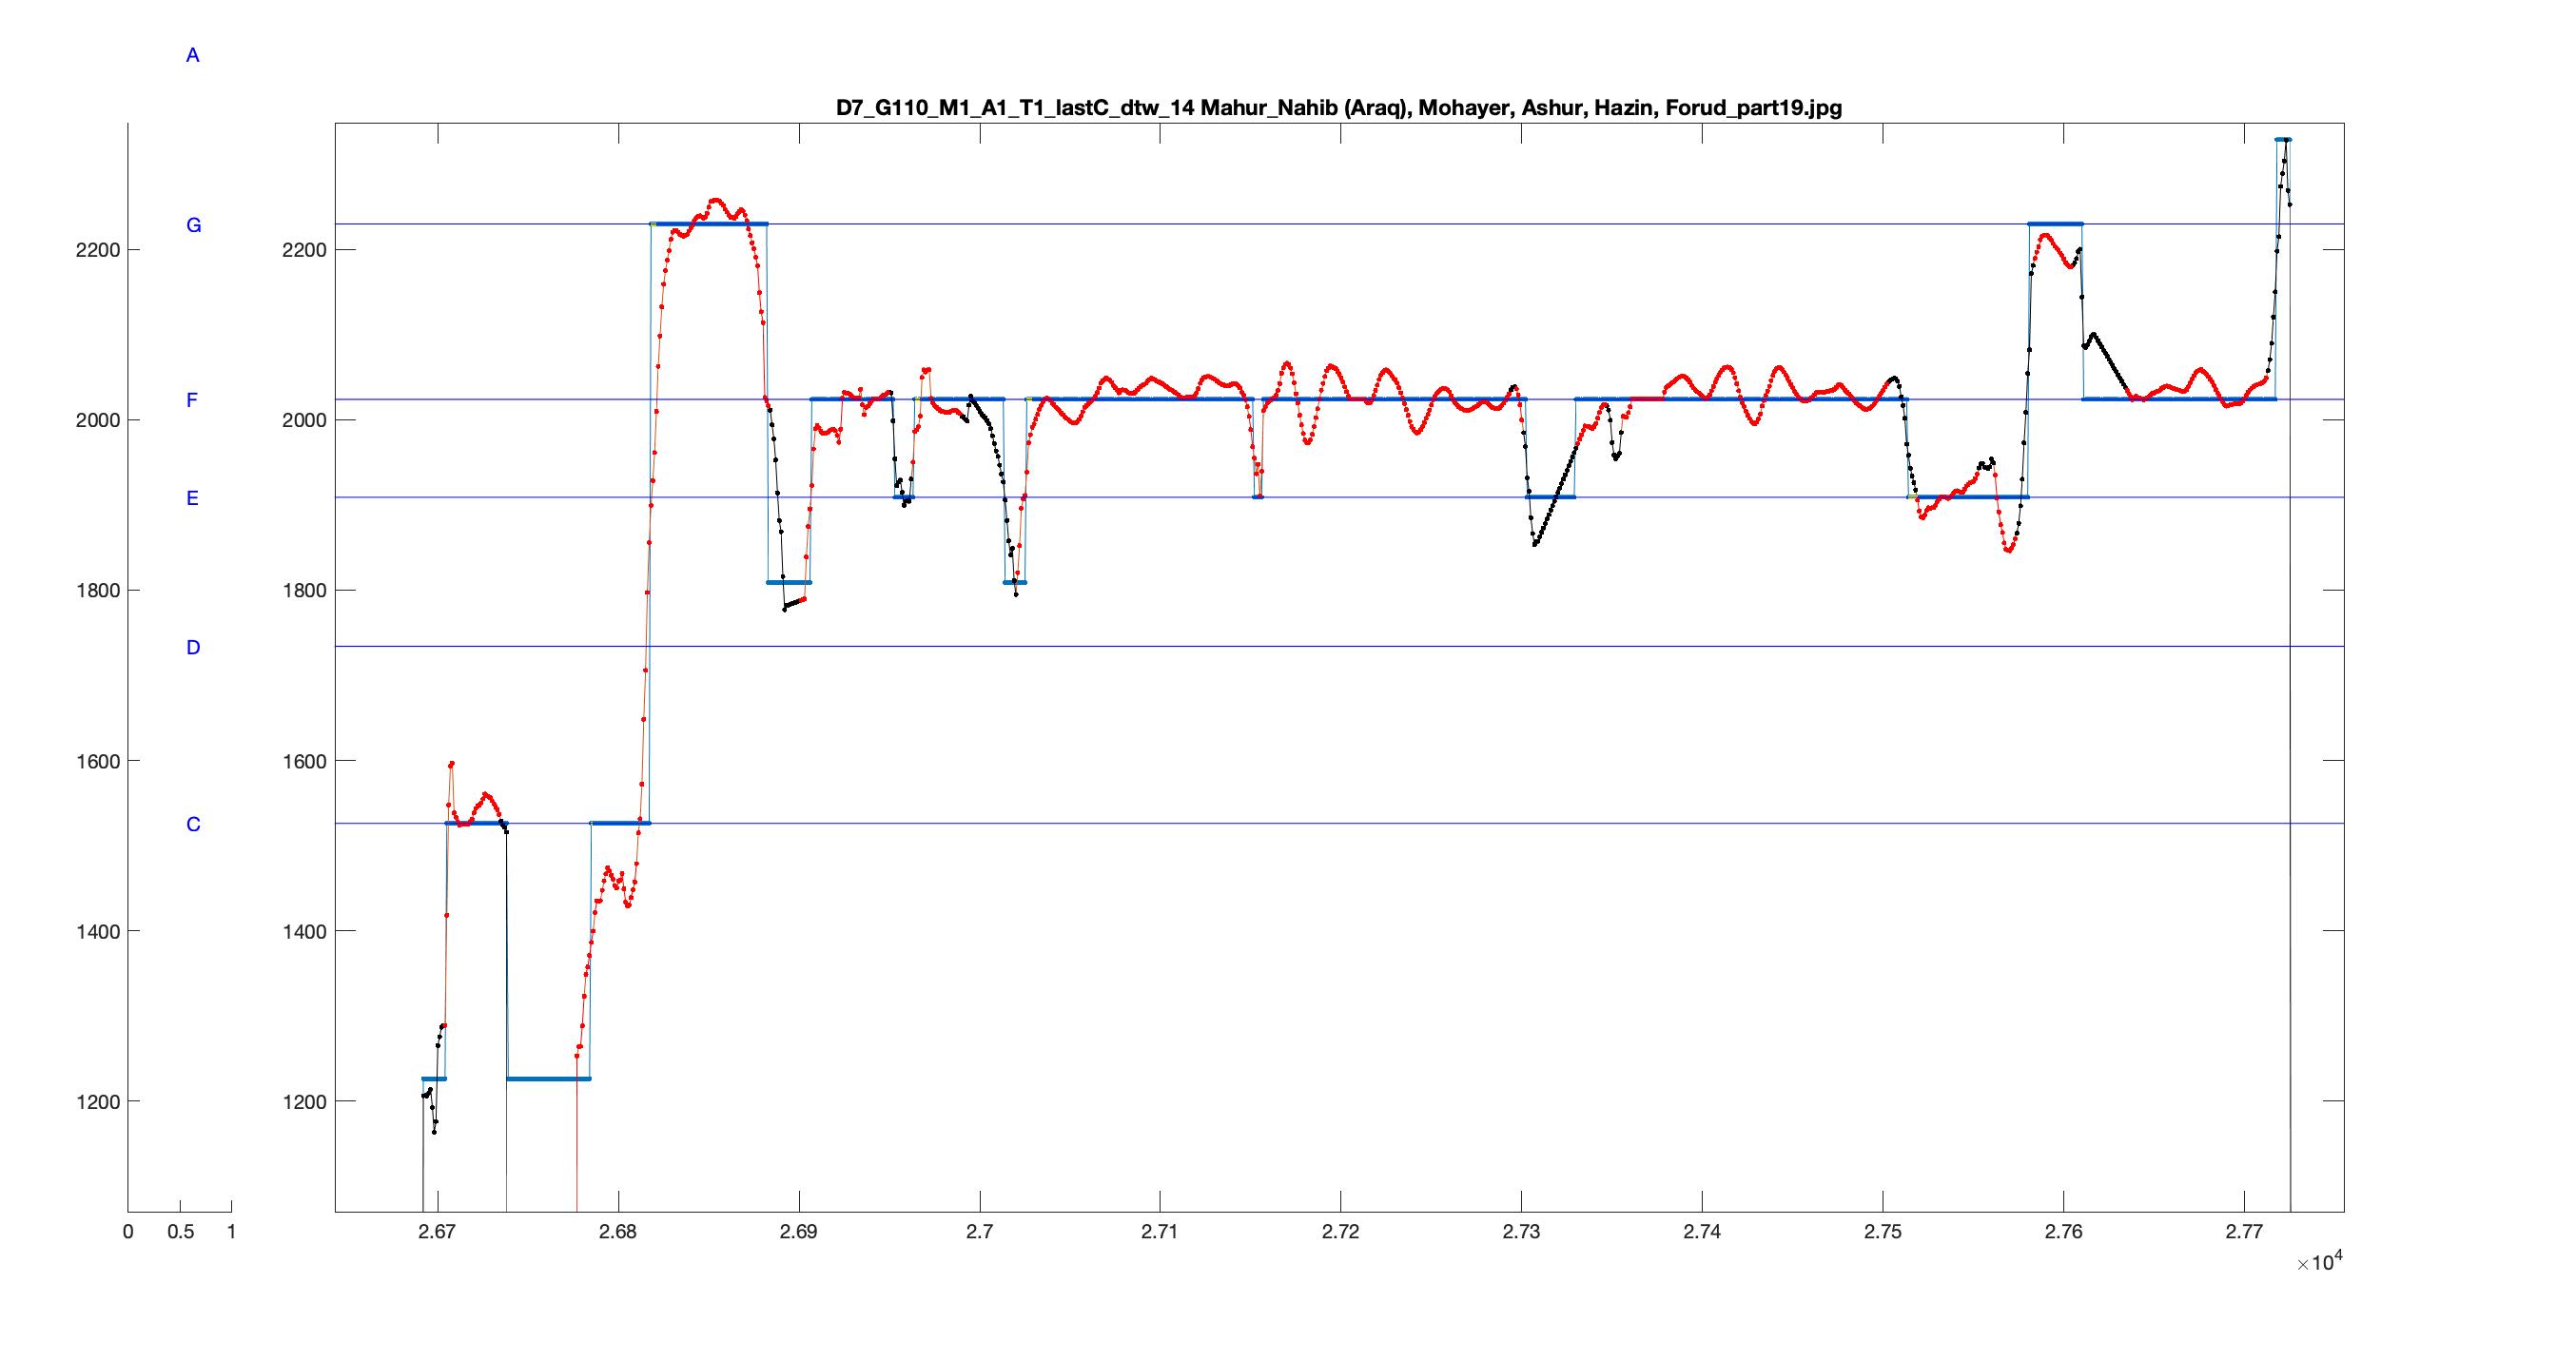 A
D7_G110_M1_A1_T1_lastC_dtw_14 Mahur_Nahib (Araq), Mohayer, Ashur, Hazin, Forud_part19.jpg
G
2200 2200
F
2000 2000
E
1800 1800
D
1600 1600
C
1400 1400
1200 1200
0 0.5 1 2.67 2.68 2.69 2.7 2.71 2.72 2.73 2.74 2.75 2.76 2.77
×10^4